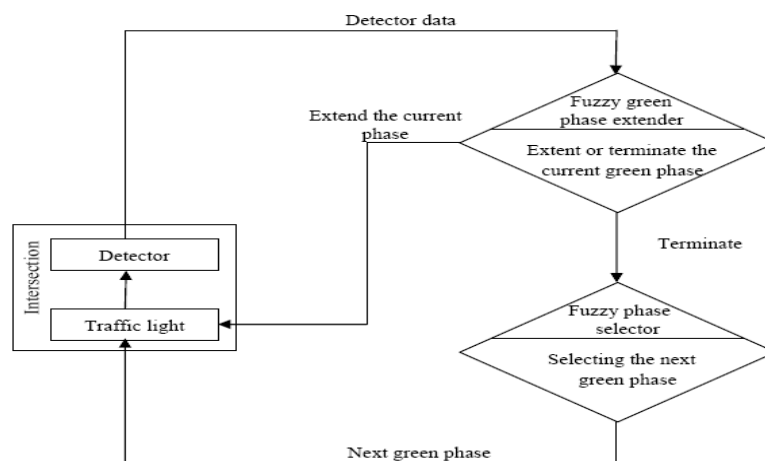 Detector data
Fuzzy green
phase extender
Extend the current
phase
Extent or terminate the
current green phase
Terminate
Intersection
Detector
Traffic light
Fuzzy phase
selector
Selecting the next
green phase
Next green phase